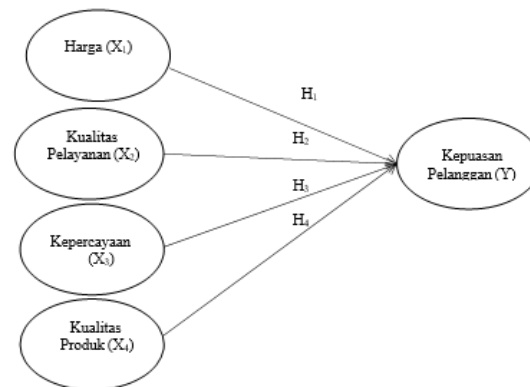 Harga (X₁)
H₁
Kualitas
Pelayanan (X₂)
H₂
Kepuasan
Pelanggan (Y)
H₃
Kepercayaan
(X₃)
H₄
Kualitas
Produk (X₄)